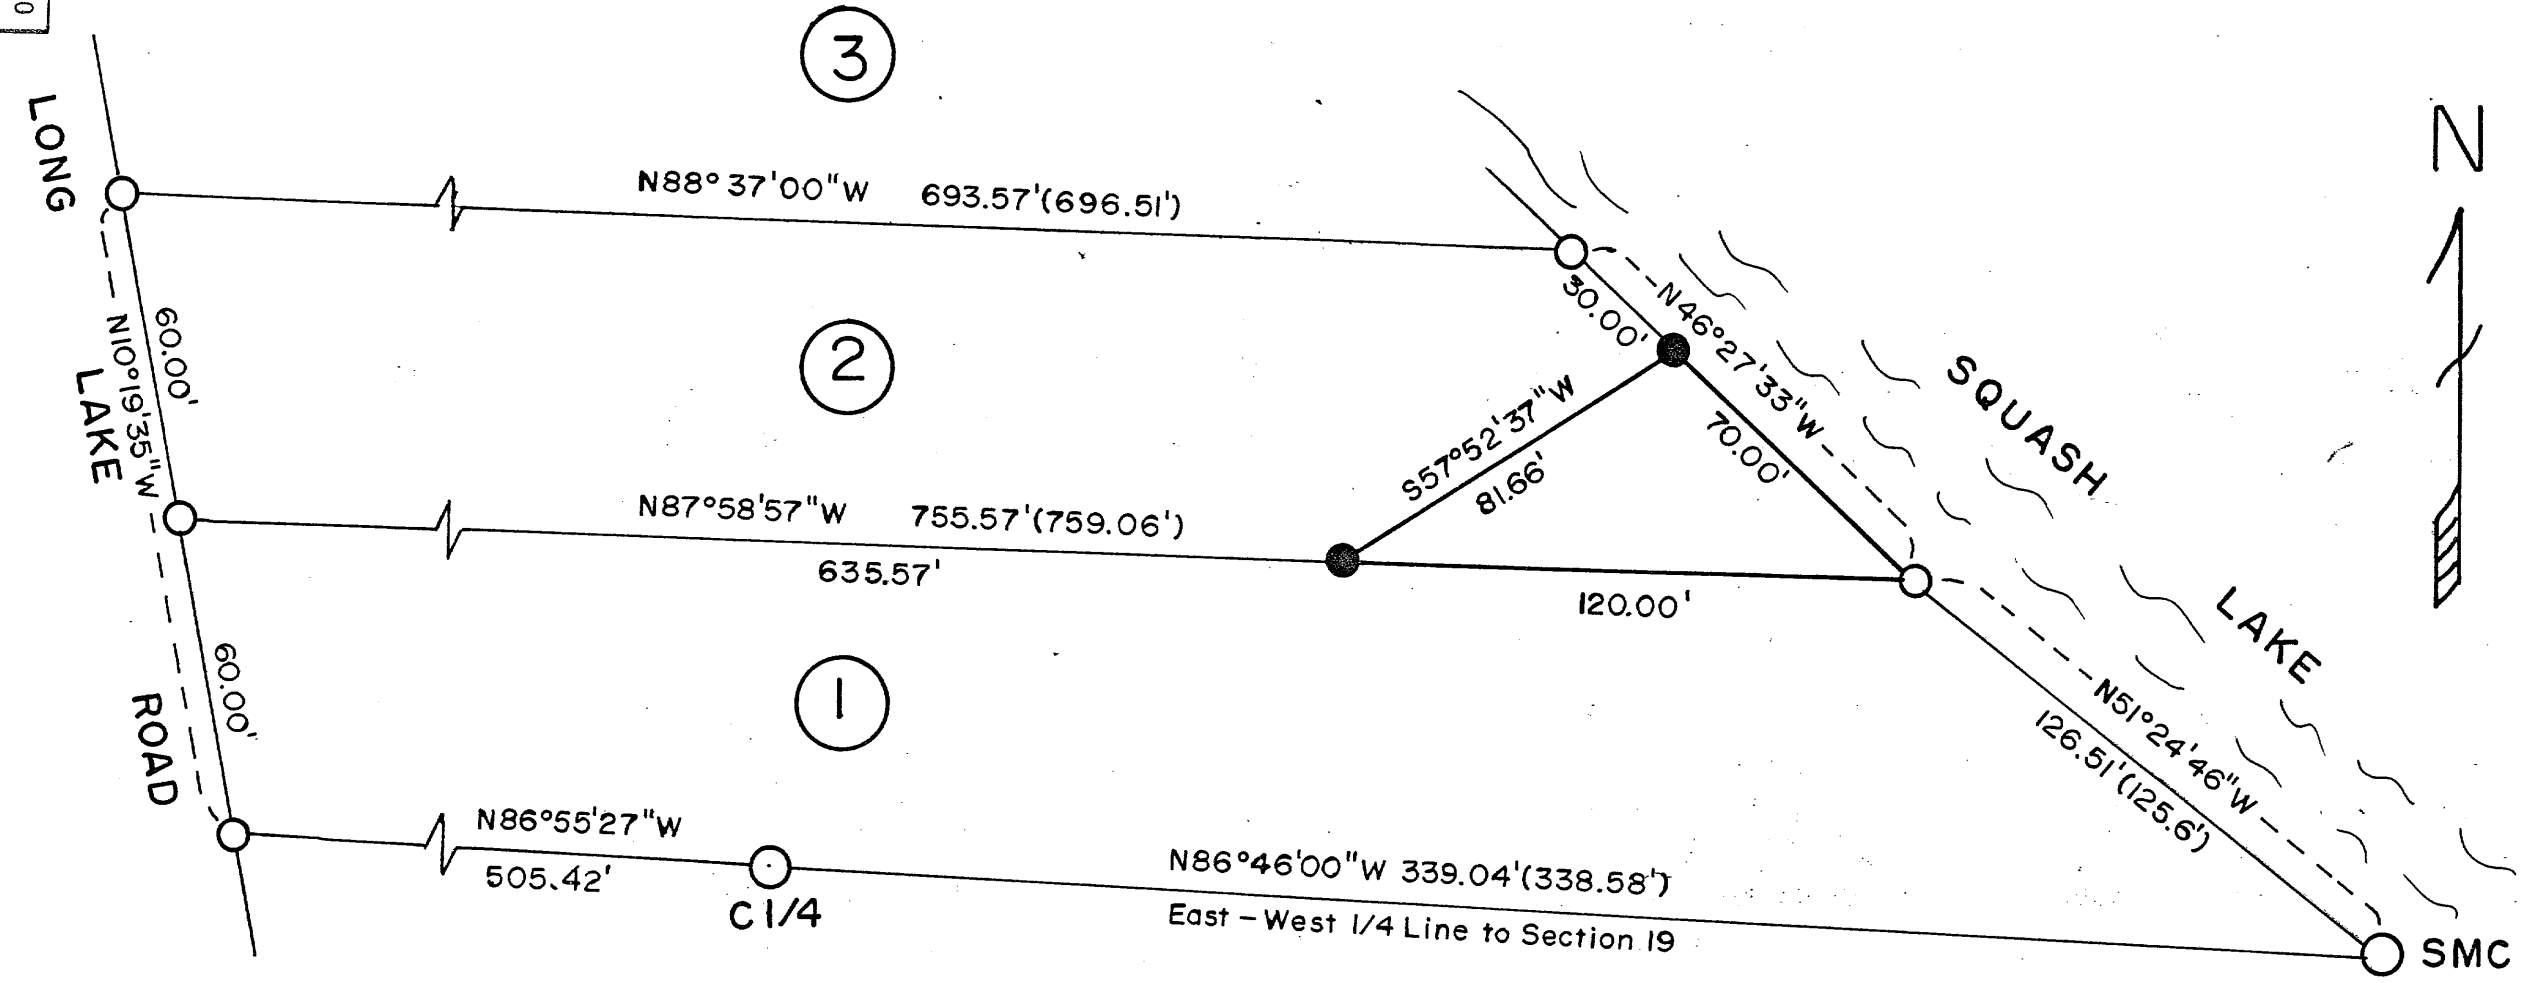 0
3
N
LONG
LAKE
ROAD
N88°37'00"W 693.57'(696.51')
60.00'
N10°19'35"W
30.00'
N46°27'33"W
SQUASH
LAKE
2
70.00'
S57°52'37"W
81.66'
N87°58'57"W 755.57'(759.06')
635.57'
120.00'
60.00'
1
N51°24'46"W
126.51'(125.6')
N86°55'27"W
505.42'
C 1/4
N86°46'00"W 339.04'(338.58')
East – West 1/4 Line to Section 19
SMC